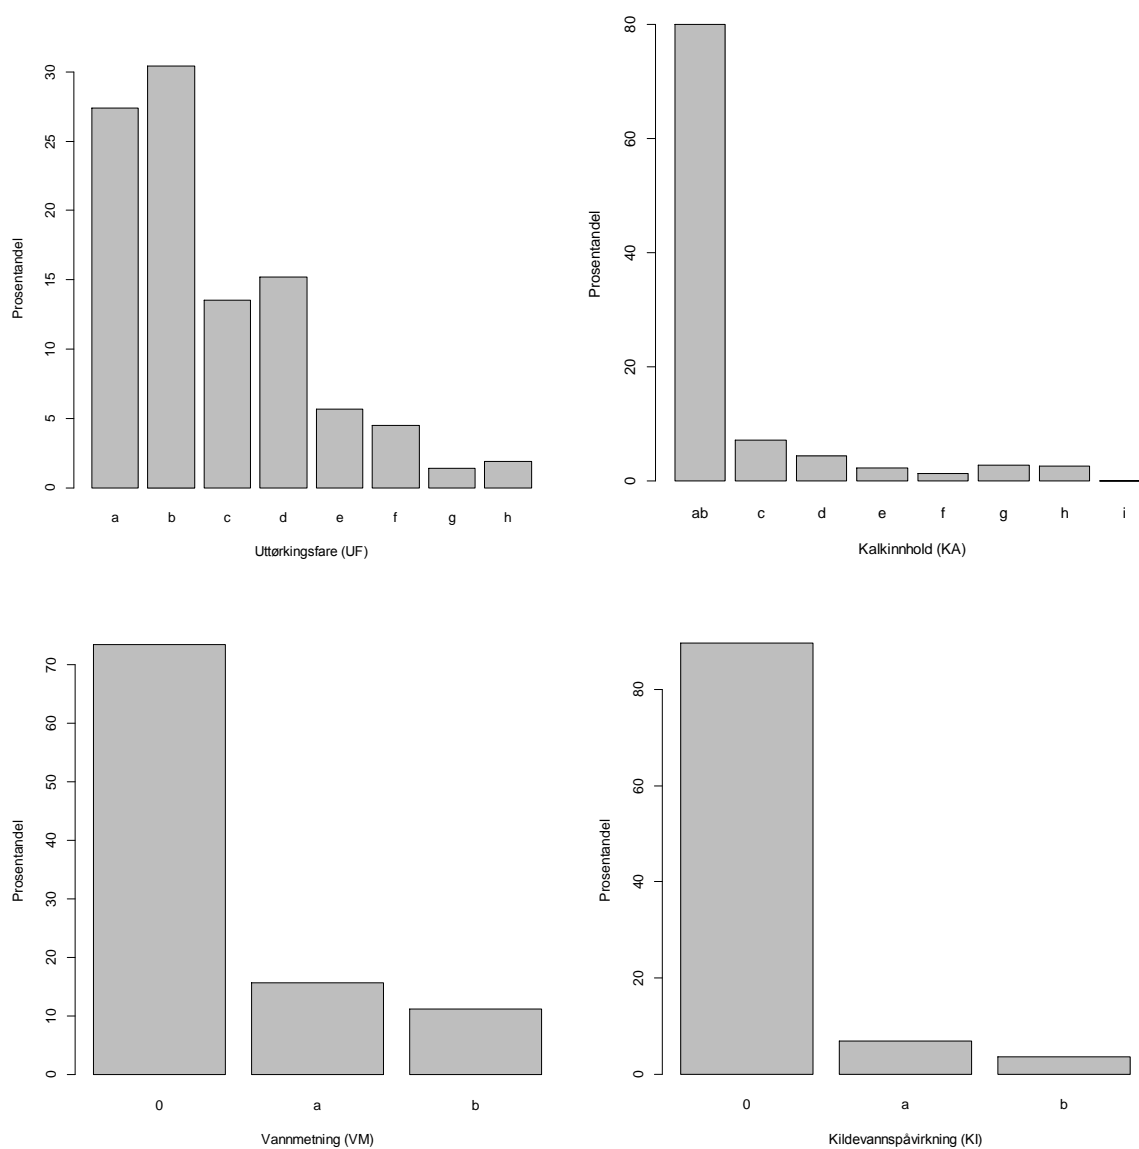 Prosentandel
0
5
10
15
20
25
30
a b c d e f g h
Uttørkingsfare (UF)
Prosentandel
0
20
40
60
80
ab c d e f g h i
Kalkinnhold (KA)
Prosentandel
0
10
20
30
40
50
60
70
0 a b
Vannmetning (VM)
Prosentandel
0
20
40
60
80
0 a b
Kildevannspåvirkning (KI)